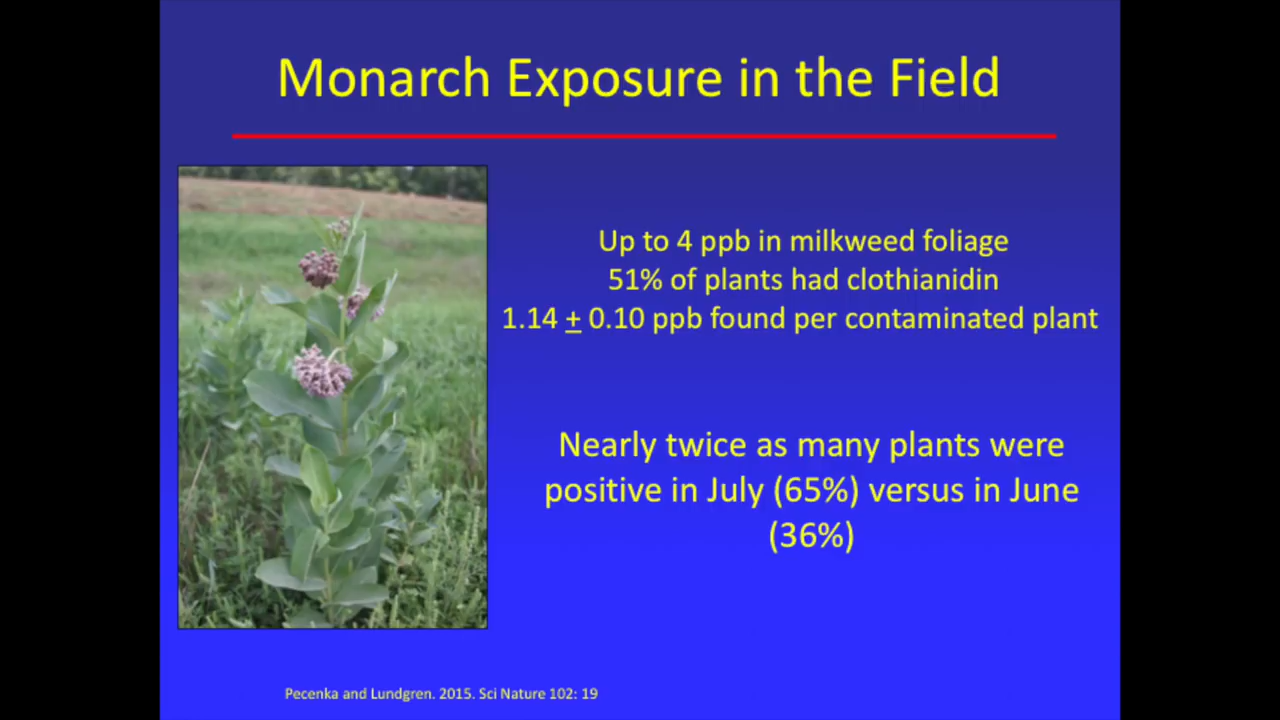 Monarch Exposure in the Field
Up to 4 ppb in milkweed foliage
51% of plants had clothianidin
1.14 ± 0.10 ppb found per contaminated plant
Nearly twice as many plants were
positive in July (65%) versus in June
(36%)
Pecenka and Lundgren. 2015. Sci Nature 102: 19